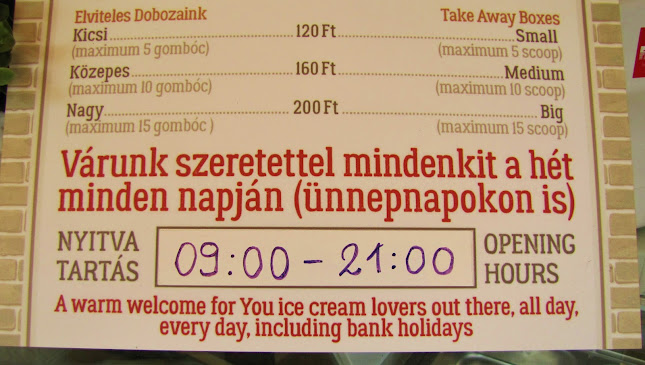 Elviteles Dobozaink Take Away Boxes
Kicsi 120 Ft Small
(maximum 5 gombóc) (maximum 5 scoop)
Közepes 160 Ft Medium
(maximum 10 gombóc) (maximum 10 scoop)
Nagy 200 Ft Big
(maximum 15 gombóc ) (maximum 15 scoop)
Várunk szeretettel mindenkit a hét
minden napján (ünnepnapokon is)
NYITVA
TARTÁS
09:00 - 21:00
OPENING
HOURS
A warm welcome for You ice cream lovers out there, all day,
every day, including bank holidays